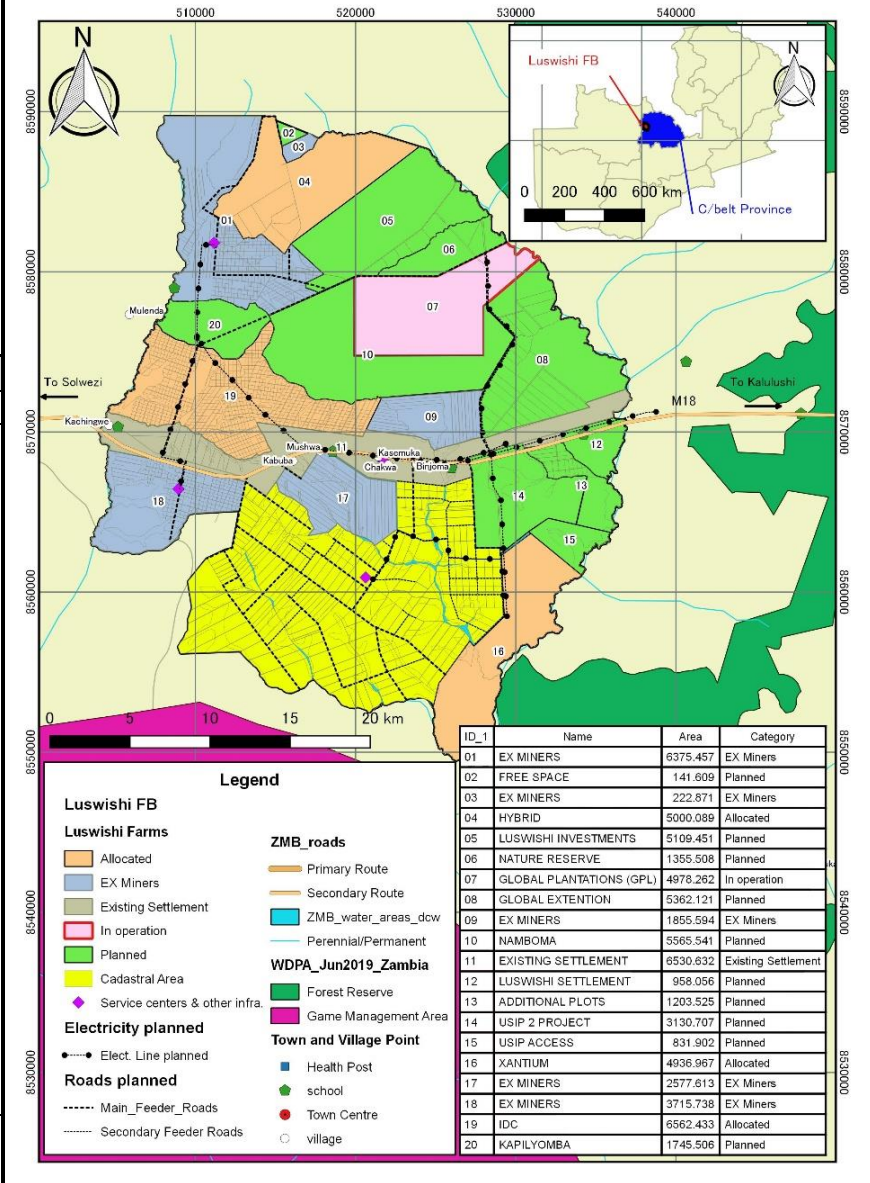 510000 520000 530000 540000
N
Luswishi FB
N
0 200 400 600 km
C/belt Province
8590000 8590000
02
03
04
01
05
06
8580000 8580000
07
Mulenda
20
10
08
To Solwezi
To Kalulushi
19
M18
09
Kachingwe
8570000 8570000
Mushwa 11
Kasomuka
12
Kabuba
Chakwa
Binjoma
18
17
14
13
15
8560000 8560000
16
0 5 10 15 20 km
8550000 8550000
8540000 8540000
8530000 8530000
Legend
Luswishi FB
Luswishi Farms
Allocated
EX Miners
Existing Settlement
In operation
Planned
Cadastral Area
Service centers & other infra.
Electricity planned
Elect. Line planned
Roads planned
Main_Feeder_Roads
Secondary Feeder Roads
ZMB_roads
Primary Route
Secondary Route
ZMB_water_areas_dcw
Perennial/Permanent
WDPA_Jun2019_Zambia
Forest Reserve
Game Management Area
Town and Village Point
Health Post
school
Town Centre
village
ID_1 Name Area Category
01 EX MINERS 6375.457 EX Miners
02 FREE SPACE 141.609 Planned
03 EX MINERS 222.871 EX Miners
04 HYBRID 5000.089 Allocated
05 LUSWISHI INVESTMENTS 5109.451 Planned
06 NATURE RESERVE 1355.508 Planned
07 GLOBAL PLANTATIONS (GPL) 4978.262 In operation
08 GLOBAL EXTENTION 5362.121 Planned
09 EX MINERS 1855.594 EX Miners
10 NAMBOMA 5565.541 Planned
11 EXISTING SETTLEMENT 6530.632 Existing Settlement
12 LUSWISHI SETTLEMENT 958.056 Planned
13 ADDITIONAL PLOTS 1203.525 Planned
14 USIP 2 PROJECT 3130.707 Planned
15 USIP ACCESS 831.902 Planned
16 XANTIUM 4936.967 Allocated
17 EX MINERS 2577.613 EX Miners
18 EX MINERS 3715.738 EX Miners
19 IDC 6562.433 Allocated
20 KAPILYOMBA 1745.506 Planned